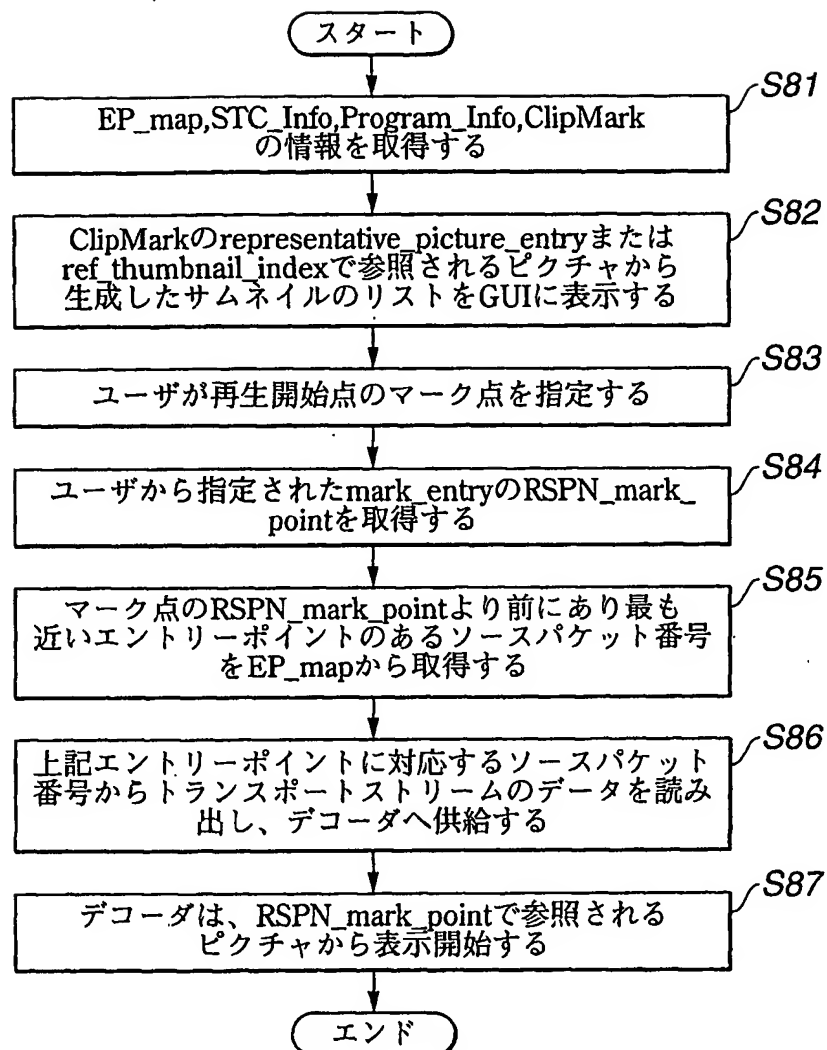 スタート
S81
EP_map,STC_Info,Program_Info,ClipMark
の情報を取得する
S82
ClipMarkのrepresentative_picture_entryまたは
ref_thumbnail_indexで参照されるピクチャから
生成したサムネイルのリストをGUIに表示する
S83
ユーザが再生開始点のマーク点を指定する
S84
ユーザから指定されたmark_entryのRSPN_mark_
pointを取得する
S85
マーク点のRSPN_mark_pointより前にあり最も
近いエントリーポイントのあるソースパケット番号
をEP_mapから取得する
S86
上記エントリーポイントに対応するソースパケット
番号からトランスポートストリームのデータを読み
出し、デコーダへ供給する
S87
デコーダは、RSPN_mark_pointで参照される
ピクチャから表示開始する
エンド